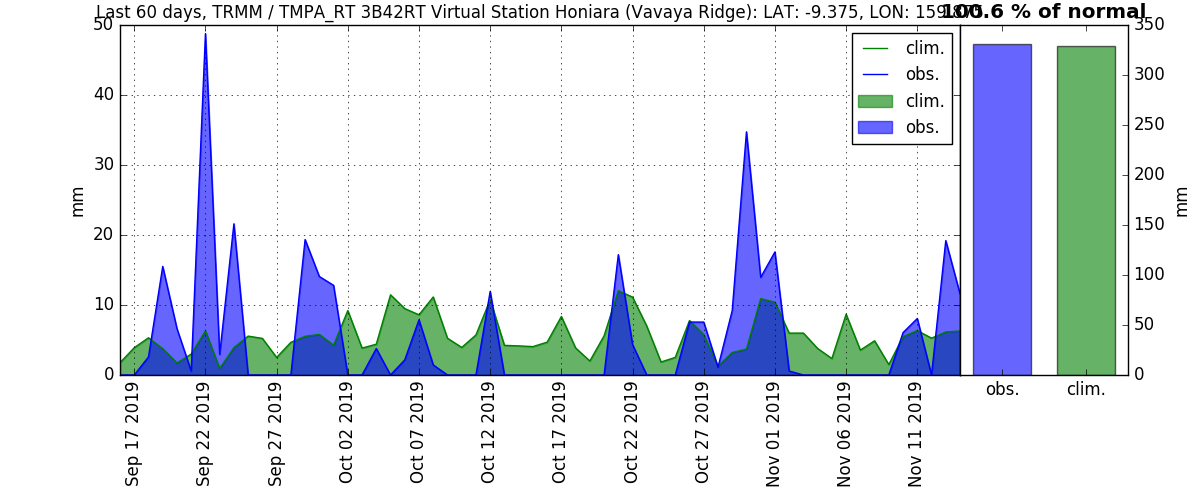 Last 60 days, TRMM / TMPA_RT 3B42RT Virtual Station Honiara (Vavaya Ridge): LAT: -9.375, LON:
100.6 % of normal
50
40
30
20
10
0
mm
clim.
obs.
clim.
obs.
350
300
250
200
150
100
50
0
mm
obs.
clim.
Sep 17 2019
Sep 22 2019
Sep 27 2019
Oct 02 2019
Oct 07 2019
Oct 12 2019
Oct 17 2019
Oct 22 2019
Oct 27 2019
Nov 01 2019
Nov 06 2019
Nov 11 2019